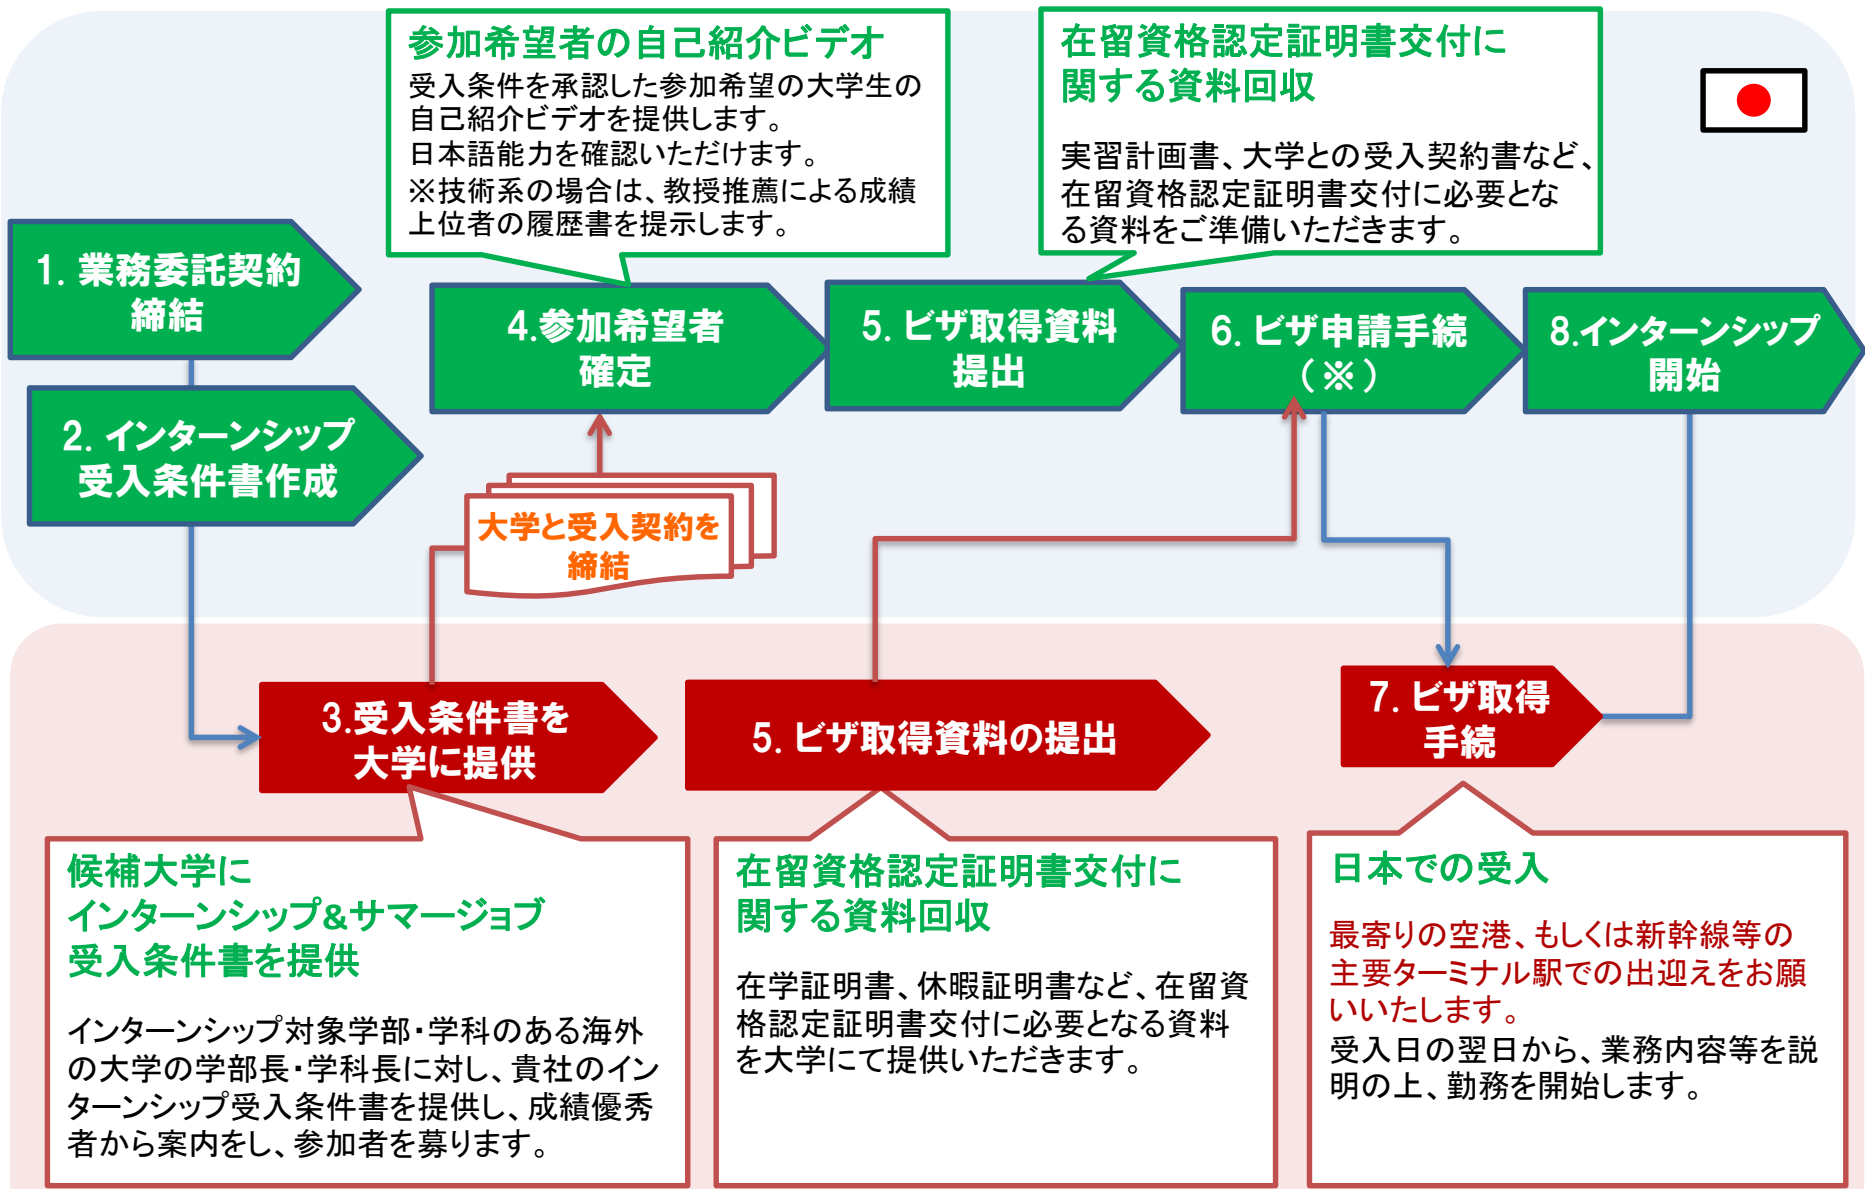 参加希望者の自己紹介ビデオ
受入条件を承認した参加希望の大学生の
自己紹介ビデオを提供します。
日本語能力を確認いただけます。
※技術系の場合は、教授推薦による成績
上位者の履歴書を提示します。
在留資格認定証明書交付に
関する資料回収
実習計画書、大学との受入契約書など、
在留資格認定証明書交付に必要とな
る資料をご準備いただきます。
1. 業務委託契約
締結
2. インターンシップ
受入条件書作成
4.参加希望者
確定
5. ビザ取得資料
提出
6. ビザ申請手続
（※）
8.インターンシップ
開始
大学と受入契約を
締結
3.受入条件書を
大学に提供
5. ビザ取得資料の提出
7. ビザ取得
手続
候補大学に
インターンシップ&サマージョブ
受入条件書を提供
インターンシップ対象学部・学科のある海外
の大学の学部長・学科長に対し、貴社のイン
ターンシップ受入条件書を提供し、成績優秀
者から案内をし、参加者を募ります。
在留資格認定証明書交付に
関する資料回収
在学証明書、休暇証明書など、在留資
格認定証明書交付に必要となる資料
を大学にて提供いただきます。
日本での受入
最寄りの空港、もしくは新幹線等の
主要ターミナル駅での出迎えをお願
いいたします。
受入日の翌日から、業務内容等を説
明の上、勤務を開始します。